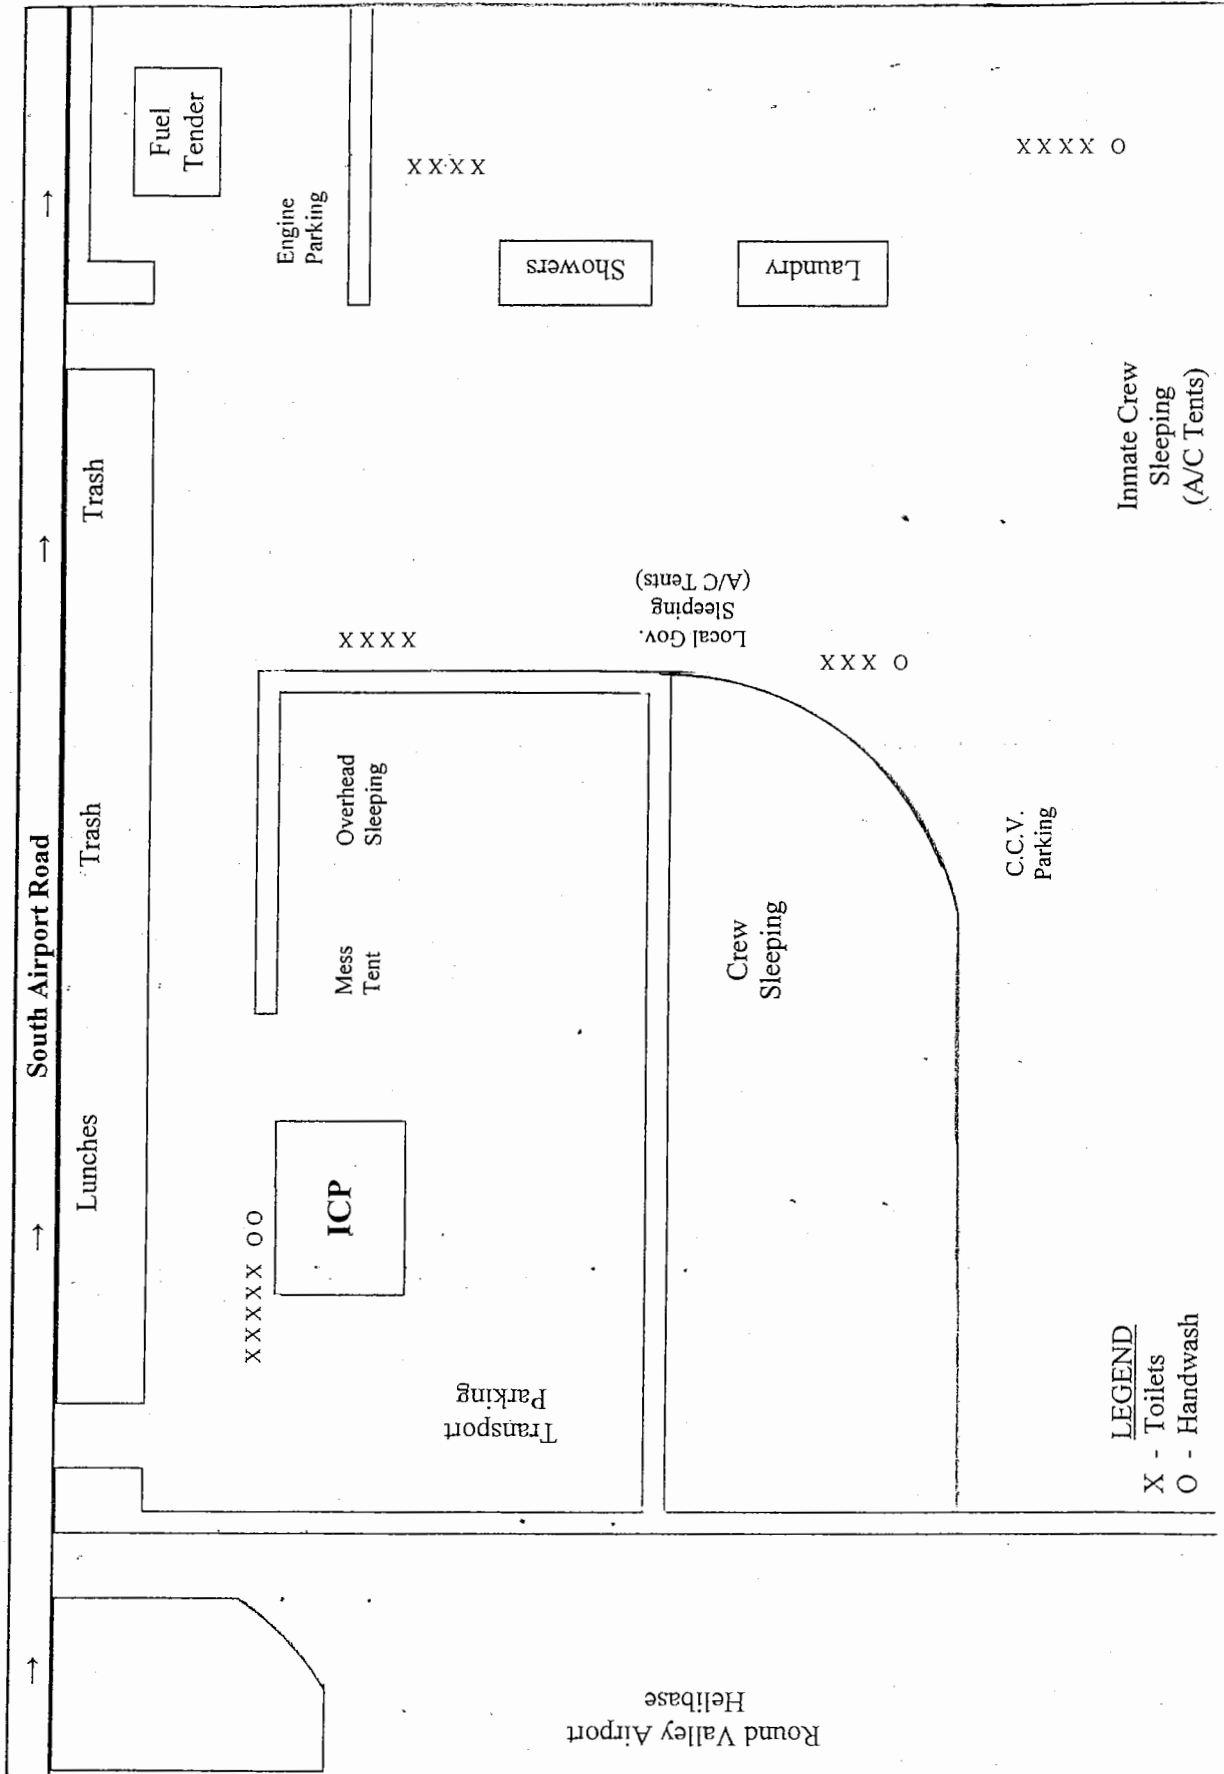 South Airport Road
→ → → →
Lunches
Trash
Trash
Fuel
Tender
Engine
Parking
X X X X X O O
ICP
Mess
Tent
Overhead
Sleeping
X X X X
X X X X
Showers
Laundry
Transport
Parking
Local Gov.
Sleeping
(A/C Tents)
X X X O
X X X X O
Crew
Sleeping
C.C.V.
Parking
Inmate Crew
Sleeping
(A/C Tents)
Round Valley Airport
Helibase
LEGEND
X - Toilets
O - Handwash